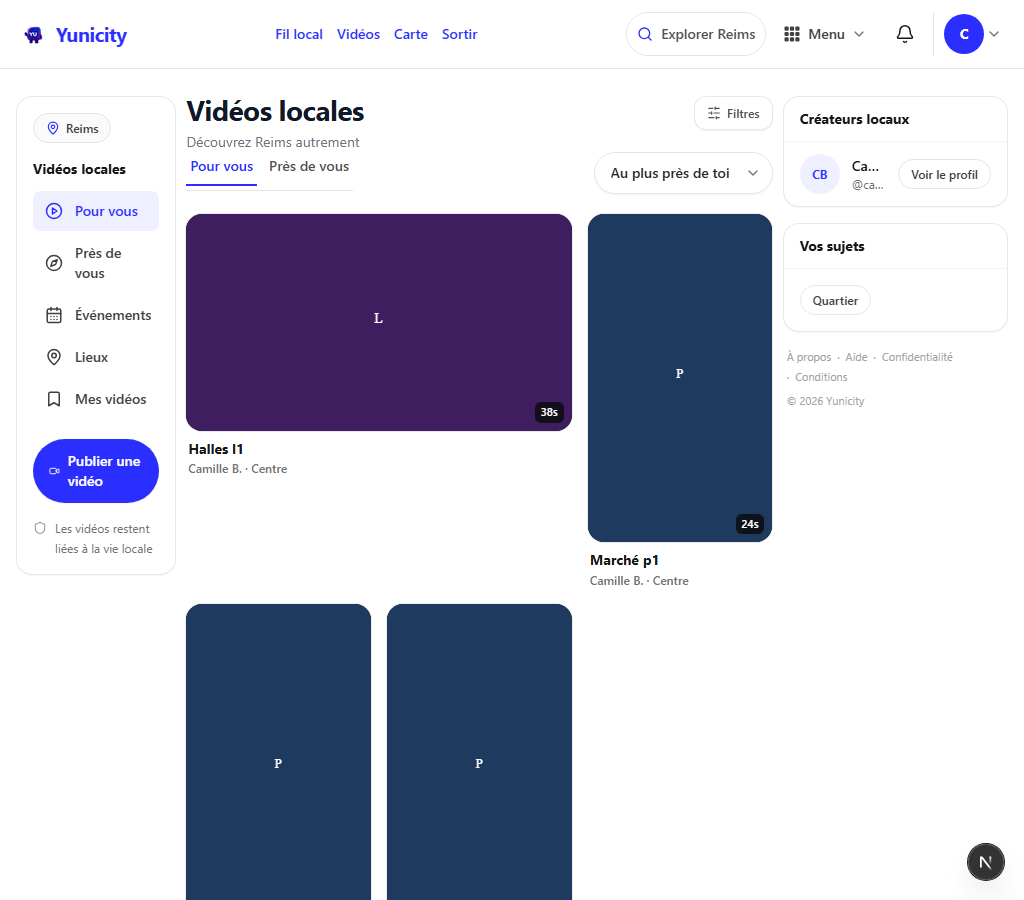 YU
Yunicity
Fil local
Vidéos
Carte
Sortir
Explorer Reims
Menu
C
Reims
Vidéos locales
Pour vous
Près de
vous
Événements
Lieux
Mes vidéos
Publier une
vidéo
Les vidéos restent
liées à la vie locale
Vidéos locales
Découvrez Reims autrement
Filtres
Pour vous
Près de vous
Au plus près de toi
L
38s
Halles l1
Camille B. · Centre
P
24s
Marché p1
Camille B. · Centre
P
P
Créateurs locaux
CB
Ca...
@ca...
Voir le profil
Vos sujets
Quartier
À propos · Aide · Confidentialité
· Conditions
© 2026 Yunicity
N